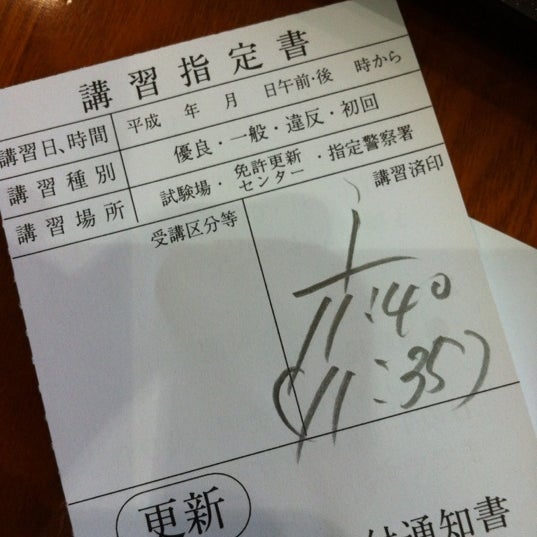 講習指定書
講習日、時間 平成 年 月 日午前・後 時から
講習種別 優良・一般・違反・初回
講習場所 試験場・免許更新センター・指定警察署
受講区分等 講習済印
11:40
(11:35)
更新
付通知書